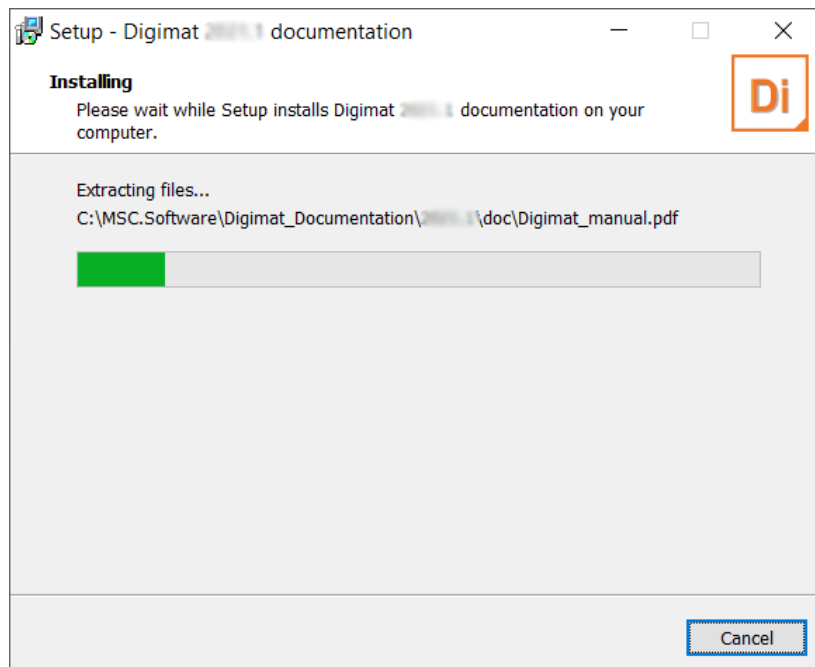 Setup - Digimat documentation
Installing
Please wait while Setup installs Digimat documentation on your
computer.
Di
Extracting files...
C:\MSC.Software\Digimat_Documentation\ \doc\Digimat_manual.pdf
Cancel